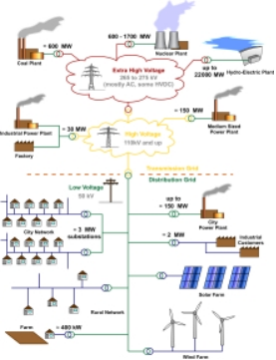 600 - 1700 MW
Nuclear Plant
≈ 600 MW
Coal Plant
Extra High Voltage
265 to 275 kV
(mostly AC, some HVDC)
up to
22000 MW
Hydro-Electric Plant
≈ 150 MW
Medium Sized
Power Plant
Industrial Power Plant
≈ 30 MW
Factory
High Voltage
110kV and up
Transmission Grid
Distribution Grid
Low Voltage
50 kV
City Network
≈ 3 MW
substations
up to
≈ 150 MW
City
Power Plant
≈ 2 MW
Industrial
Customers
Solar Farm
Rural Network
Farm
≈ 400 kW
Wind Farm